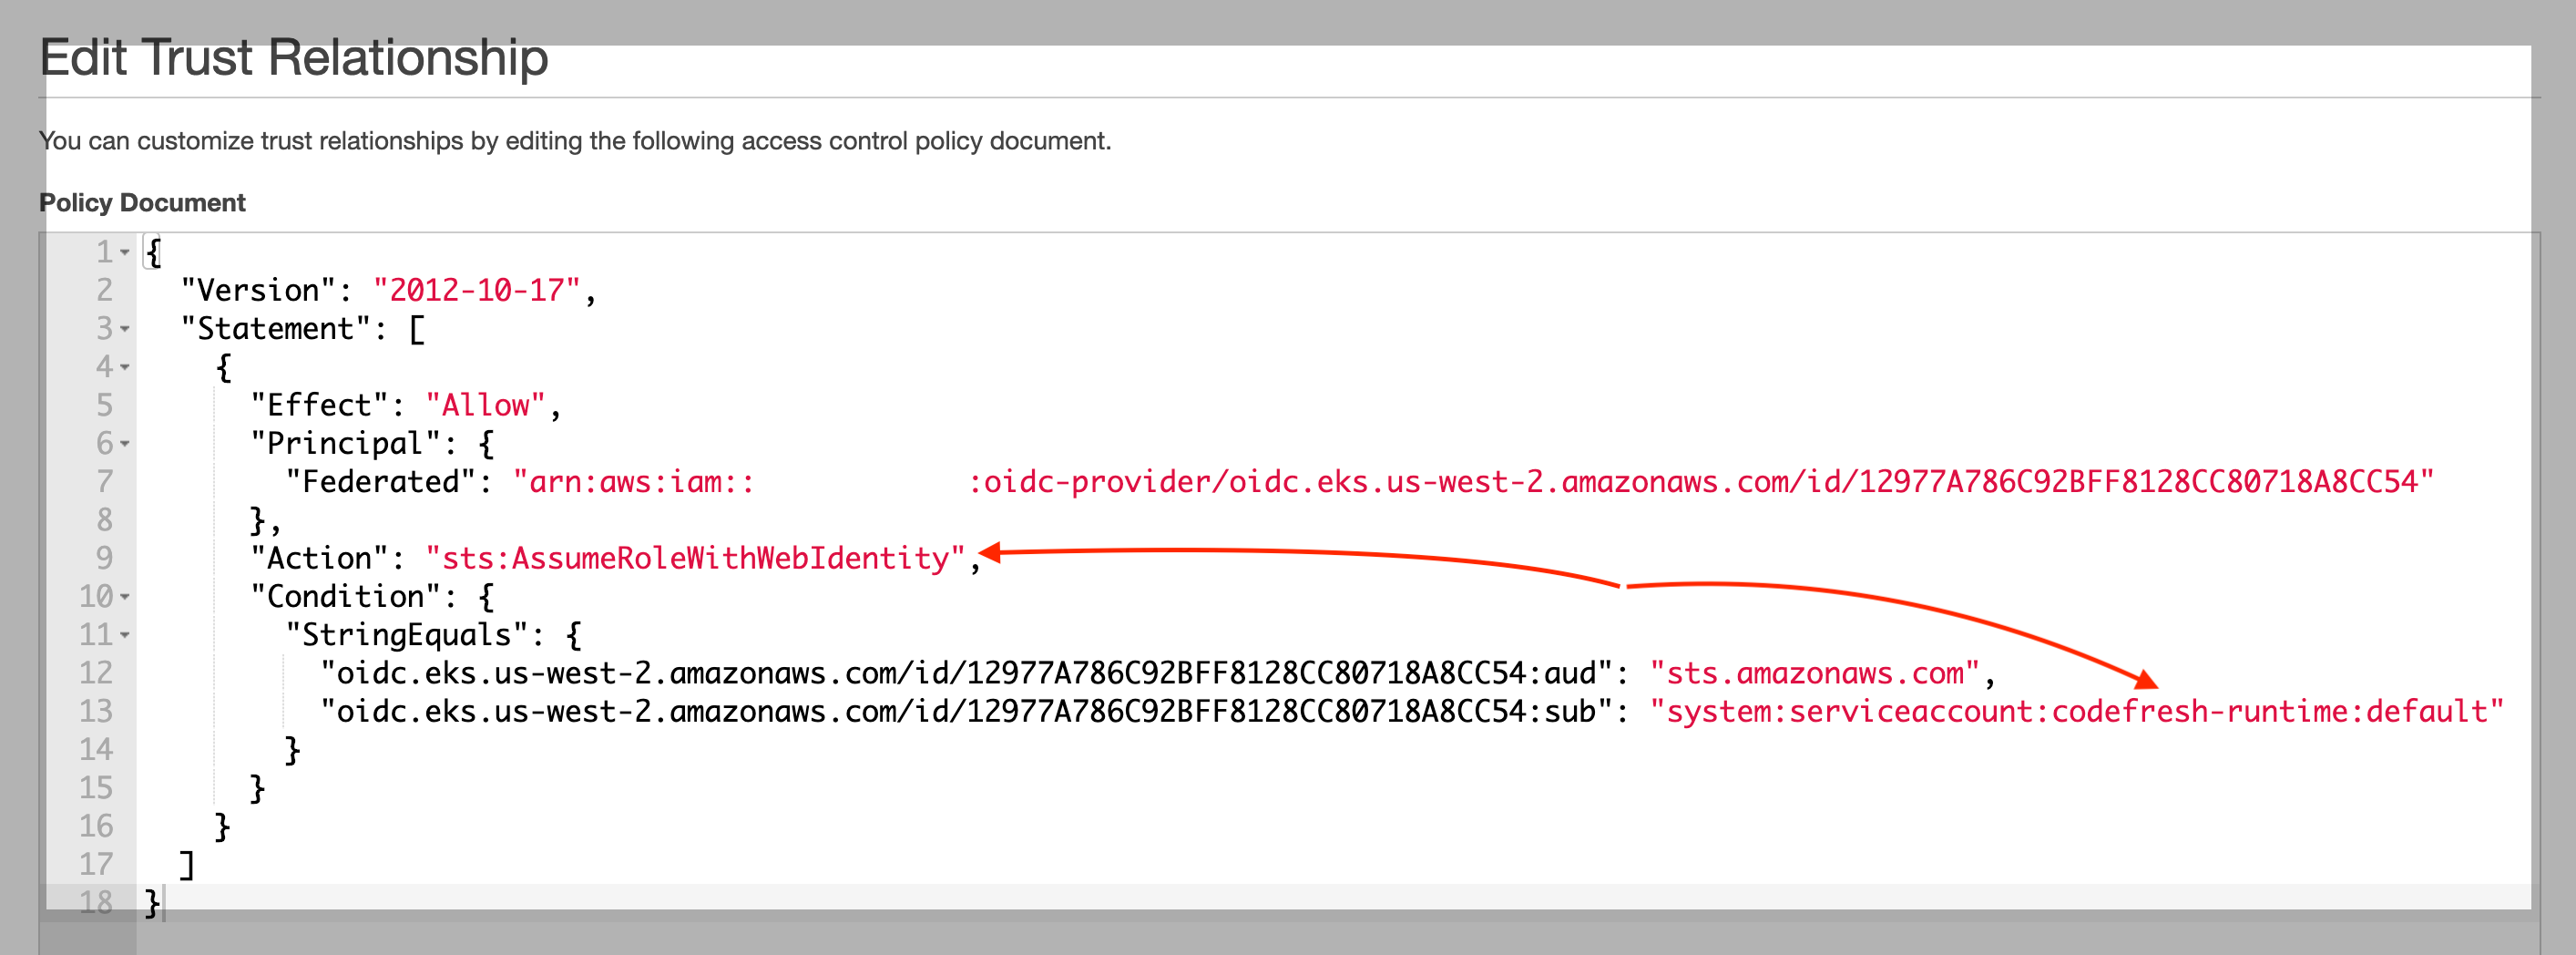 Edit Trust Relationship
You can customize trust relationships by editing the following access control policy document.
Policy Document
1 {
2 "Version": "2012-10-17",
3 "Statement": [
4 {
5 "Effect": "Allow",
6 "Principal": {
7 "Federated": "arn:aws:iam:: :oidc-provider/oidc.eks.us-west-2.amazonaws.com/id/12977A786C92BFF8128CC80718A8CC54"
8 },
9 "Action": "sts:AssumeRoleWithWebIdentity",
10 "Condition": {
11 "StringEquals": {
12 "oidc.eks.us-west-2.amazonaws.com/id/12977A786C92BFF8128CC80718A8CC54:aud": "sts.amazonaws.com",
13 "oidc.eks.us-west-2.amazonaws.com/id/12977A786C92BFF8128CC80718A8CC54:sub": "system:serviceaccount:codefresh-runtime:default"
14 }
15 }
16 }
17 ]
18 }